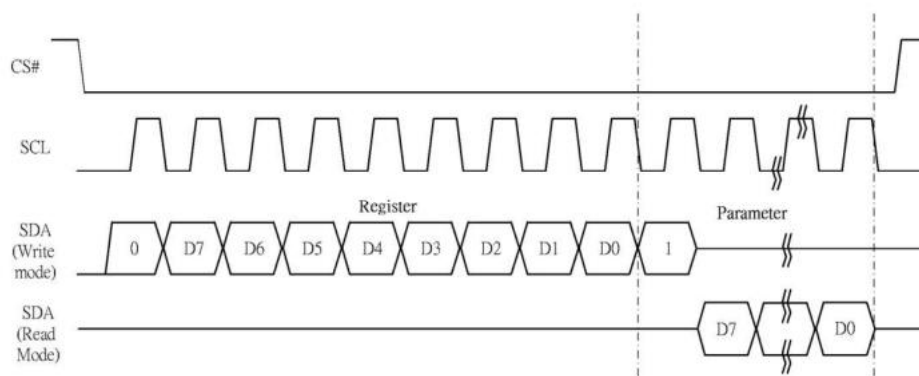 CS#
SCL
Register
Parameter
SDA
(Write
mode)
0 D7 D6 D5 D4 D3 D2 D1 D0 1
SDA
(Read
Mode)
D7 D0